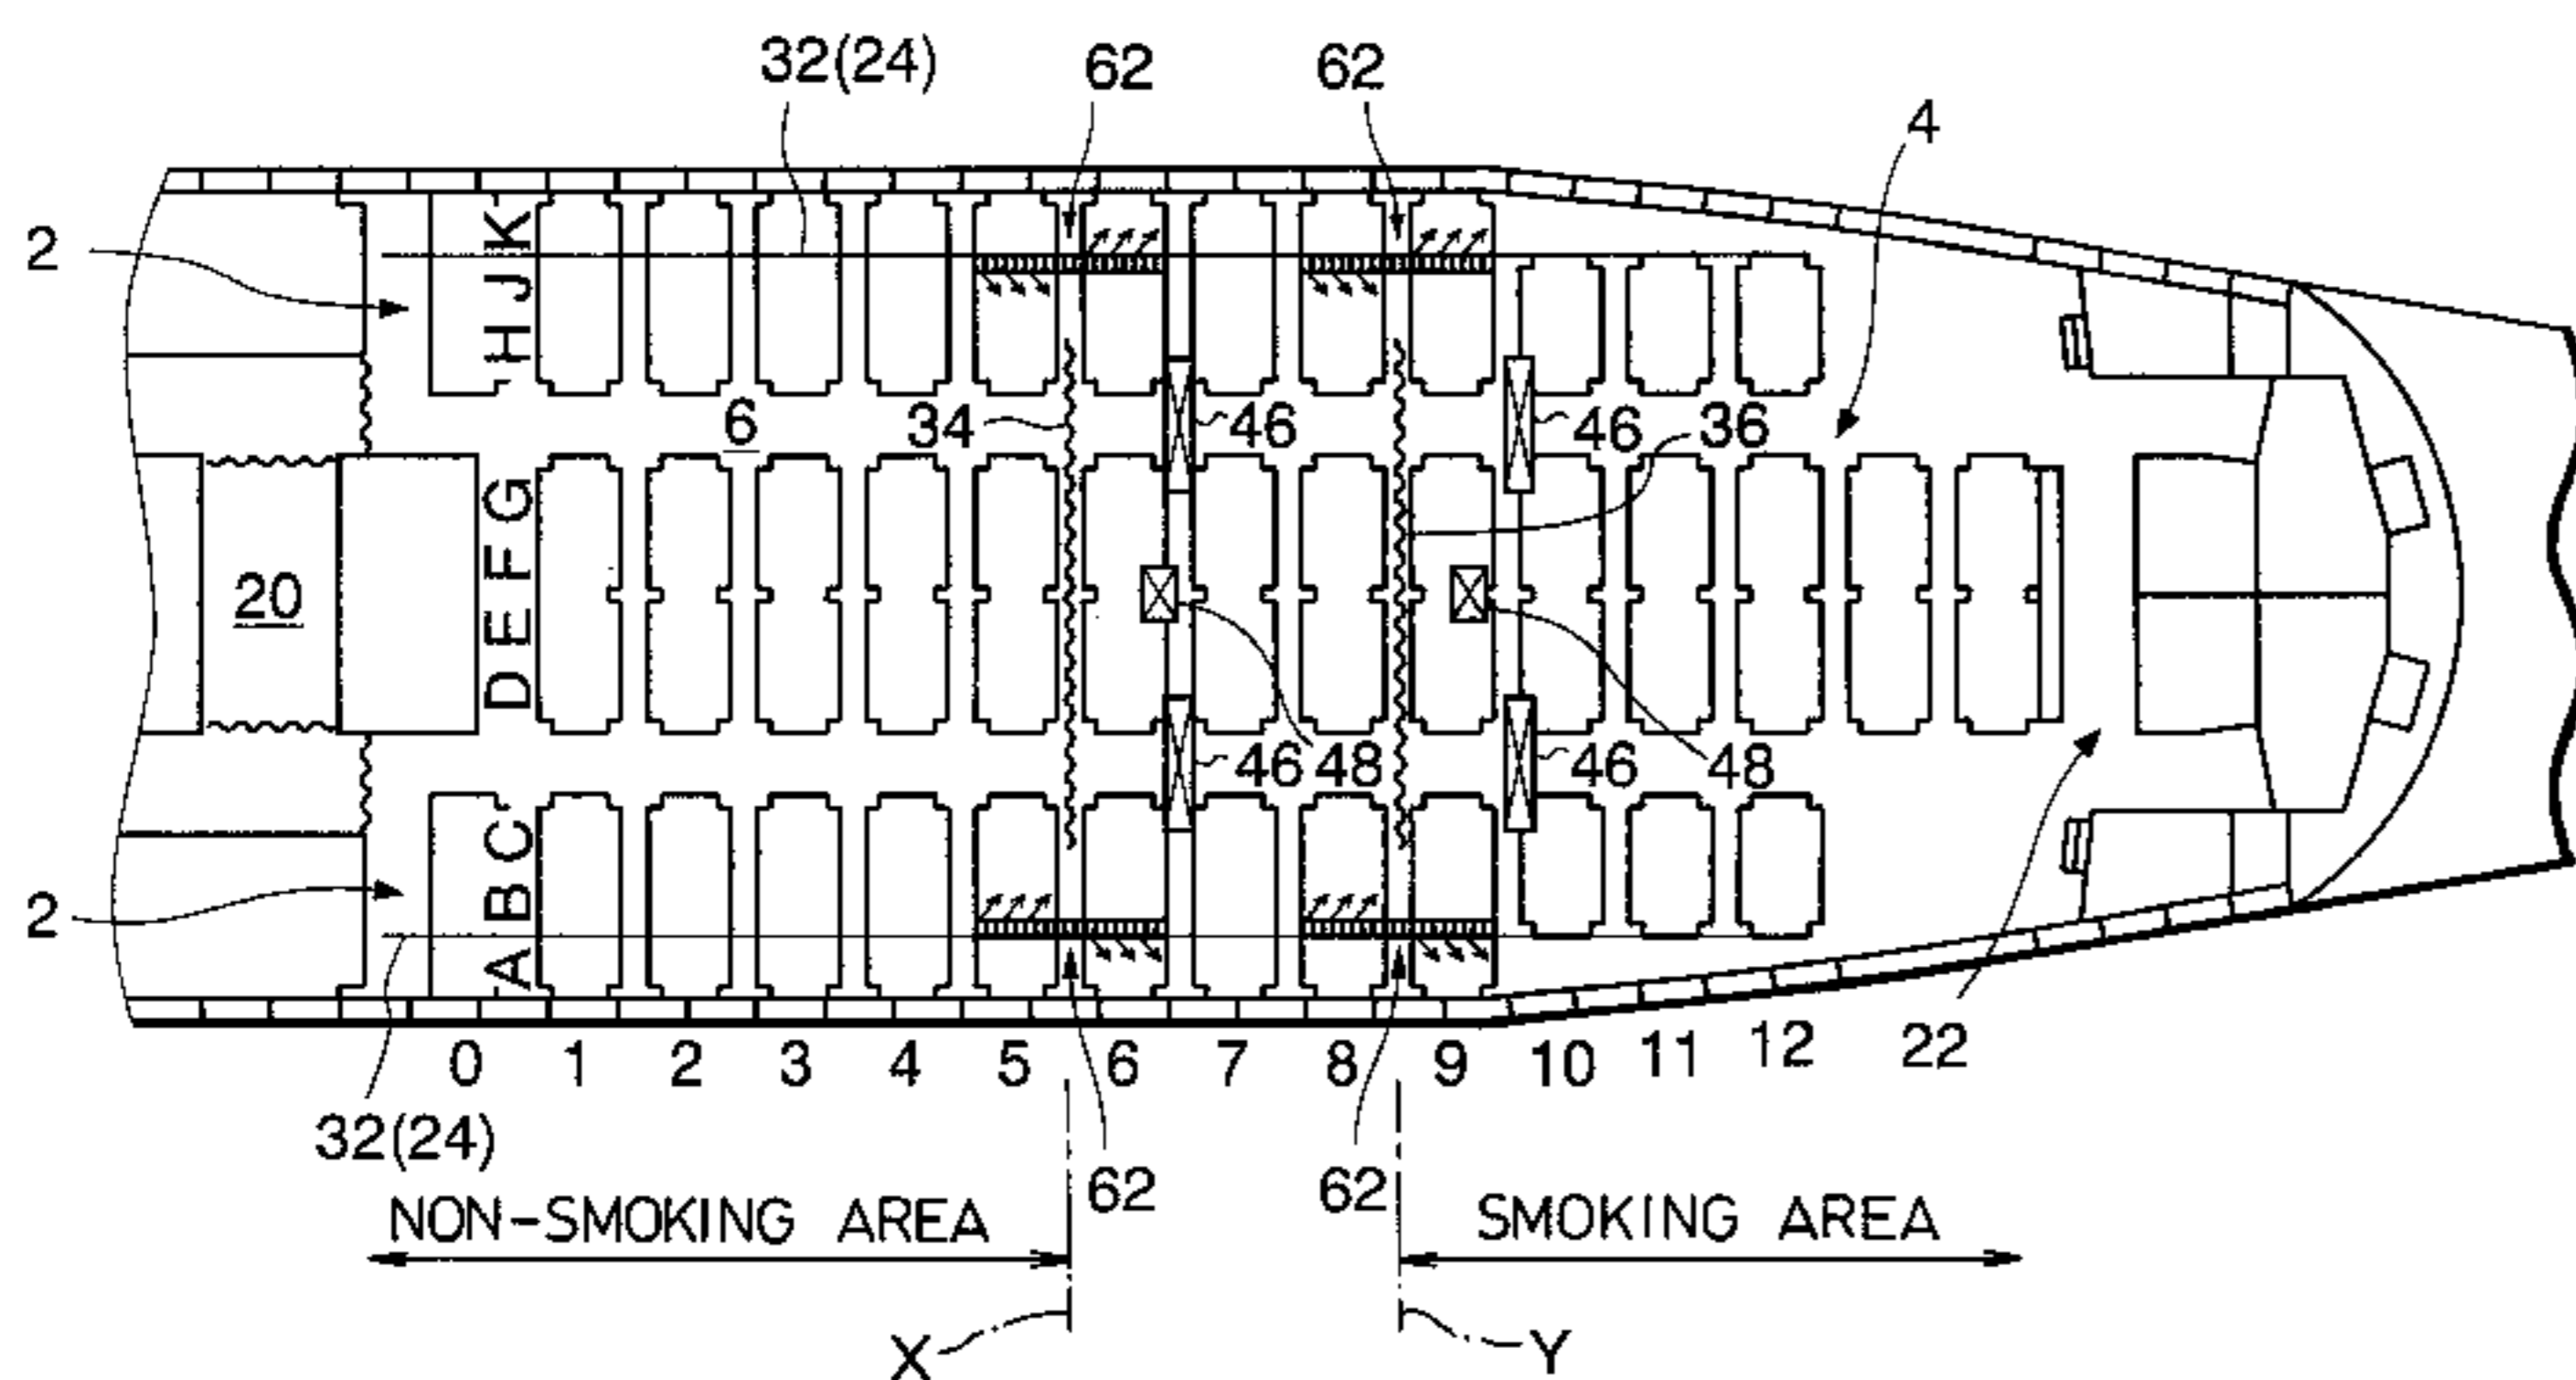 32(24) 62 62
4
2
H J K
6 34 46 46 36
D E F G
20
46 48 46 48
A B C
2
0 1 2 3 4 5 6 7 8 9 10 11 12 22
32(24)
62 62
NON-SMOKING AREA SMOKING AREA
X Y